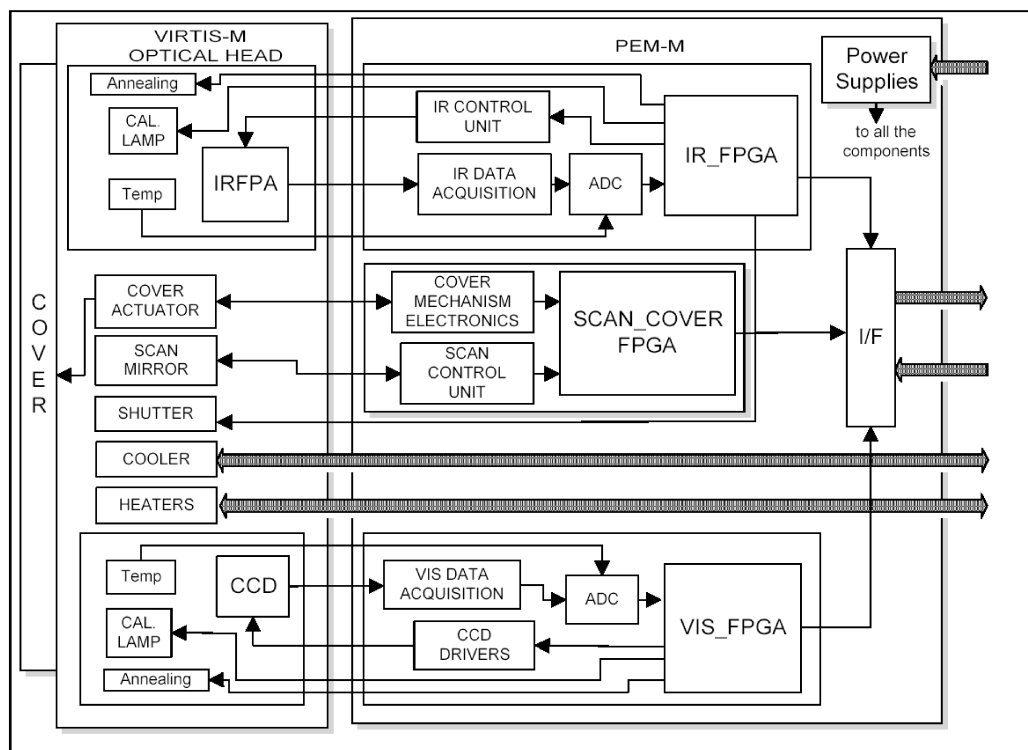 VIRTIS-M
OPTICAL HEAD
PEM-M
Power
Supplies
to all the
components
Annealing
CAL.
LAMP
IRFPA
Temp
IR CONTROL
UNIT
IR DATA
ACQUISITION
ADC
IR_FPGA
COVER
COVER
ACTUATOR
SCAN
MIRROR
SHUTTER
COOLER
HEATERS
COVER
MECHANISM
ELECTRONICS
SCAN
CONTROL
UNIT
SCAN_COVER
FPGA
I/F
Temp
CCD
CAL.
LAMP
Annealing
VIS DATA
ACQUISITION
ADC
CCD
DRIVERS
VIS_FPGA